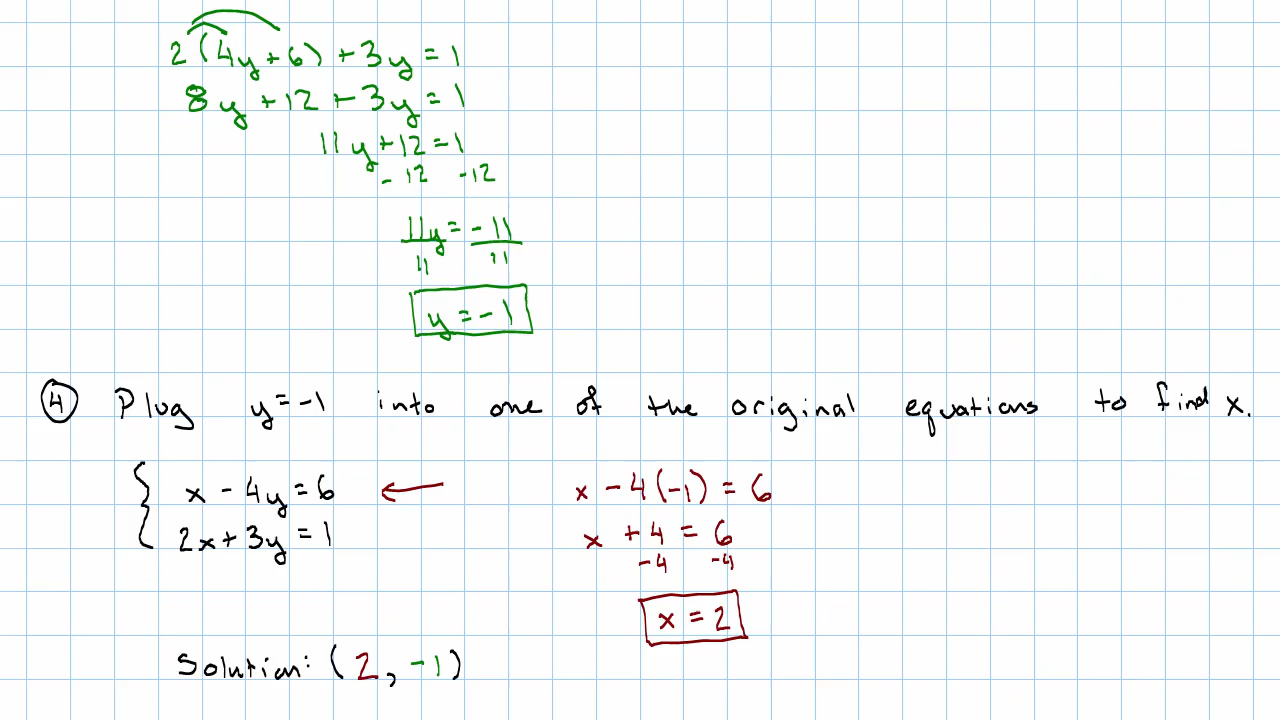 2(4y+6)+3y=1
8y+12+3y=1
11y+12=1
-12 -12
11y=-11
11 11
y=-1
④ Plug y=-1 into one of the original equations to find x.
x-4y=6
2x+3y=1
x-4(-1)=6
x+4=6
-4 -4
x=2
Solution: (2,-1)